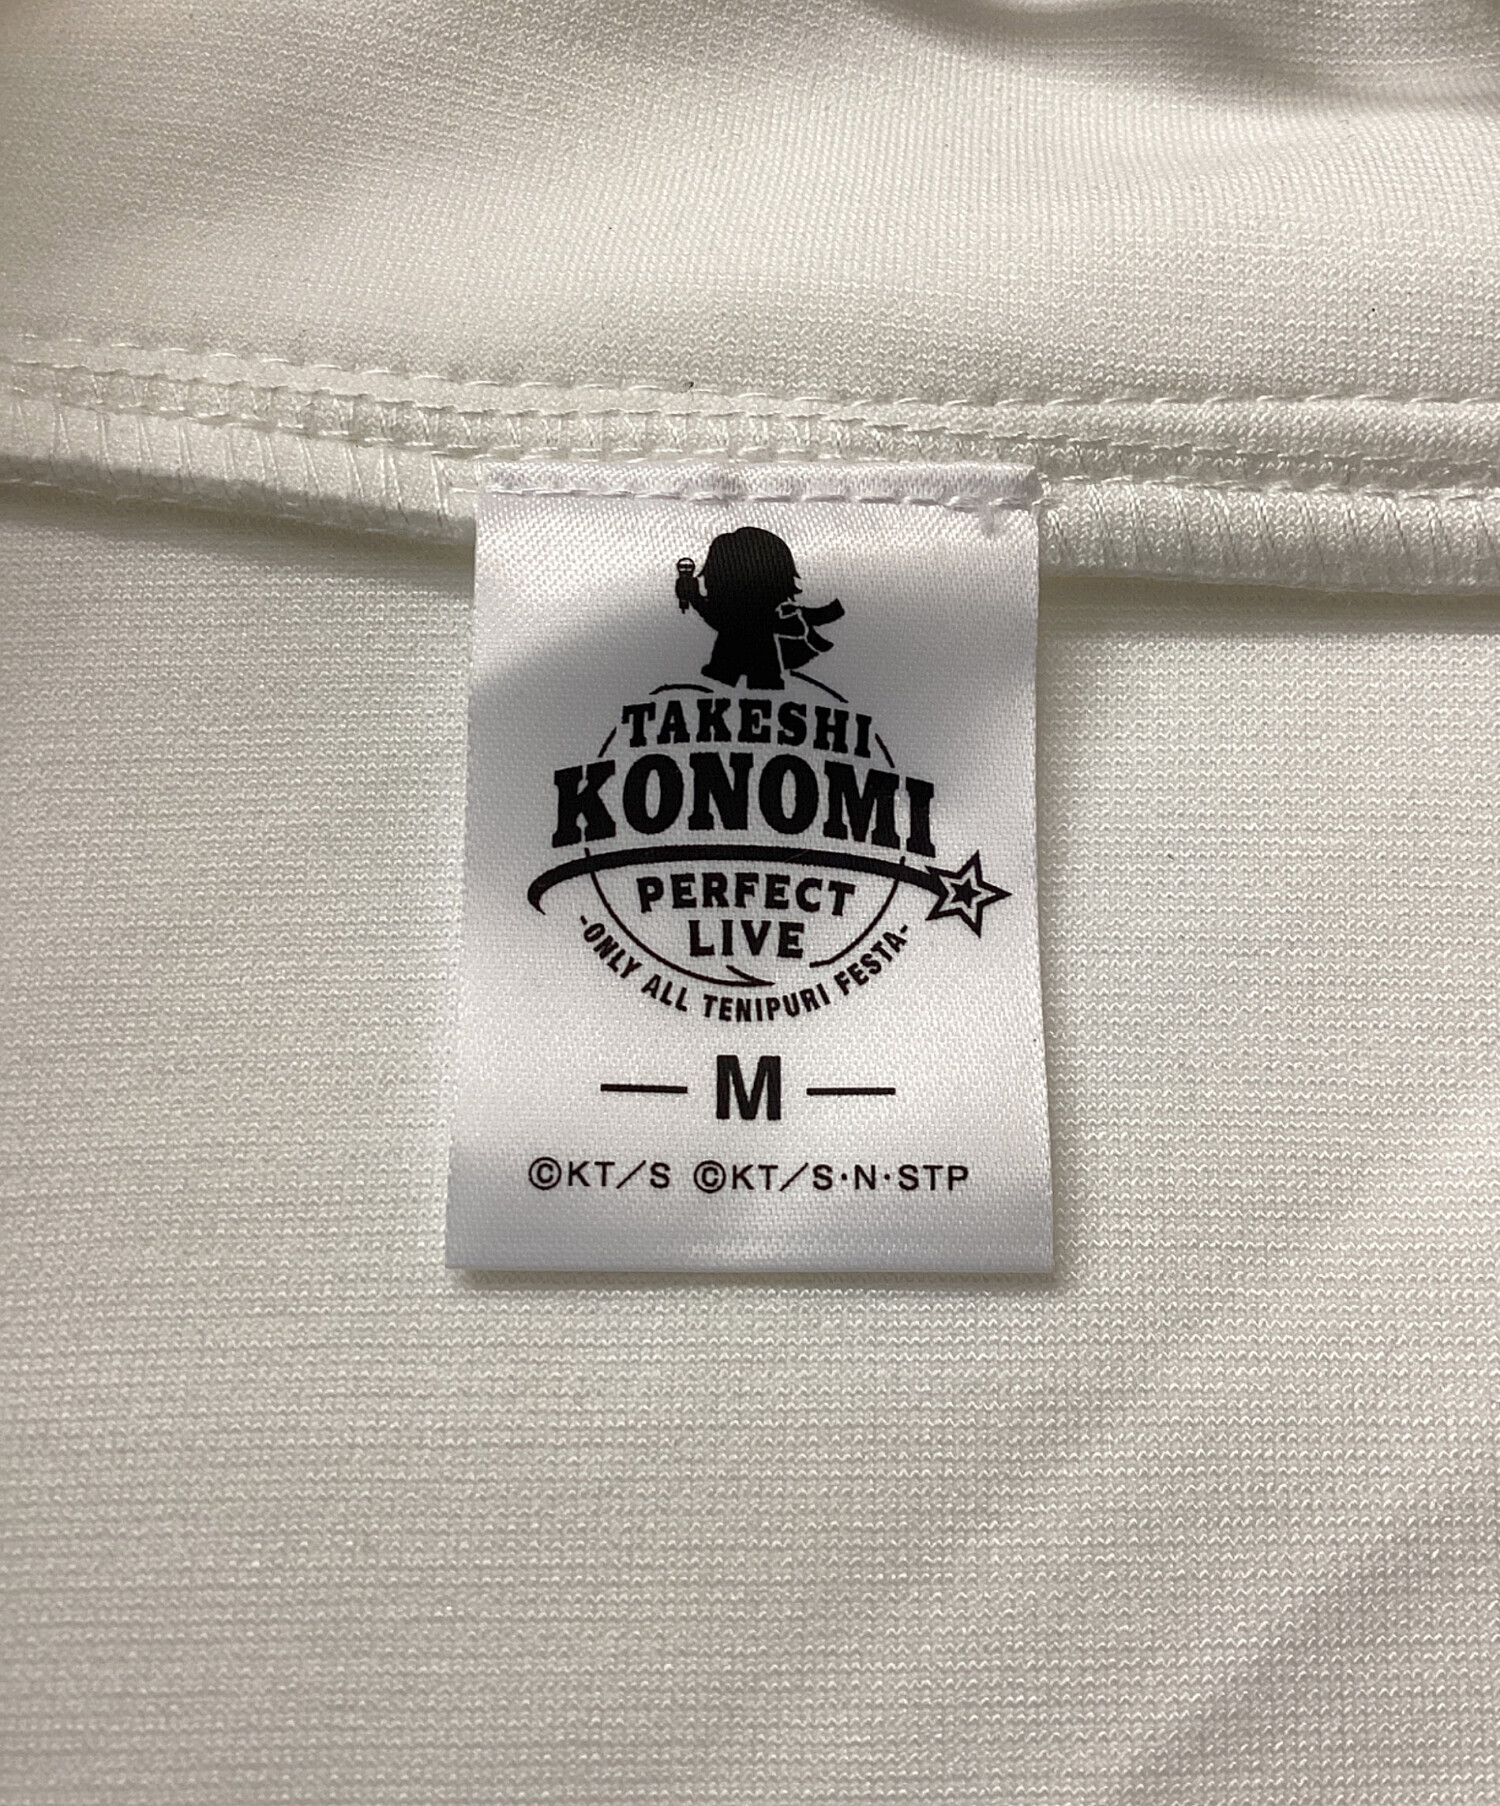 TAKESHI
KONOMI
PERFECT
LIVE
-ONLY ALL TENIPURI FESTA-
— M —
©KT/S ©KT/S·N·STP